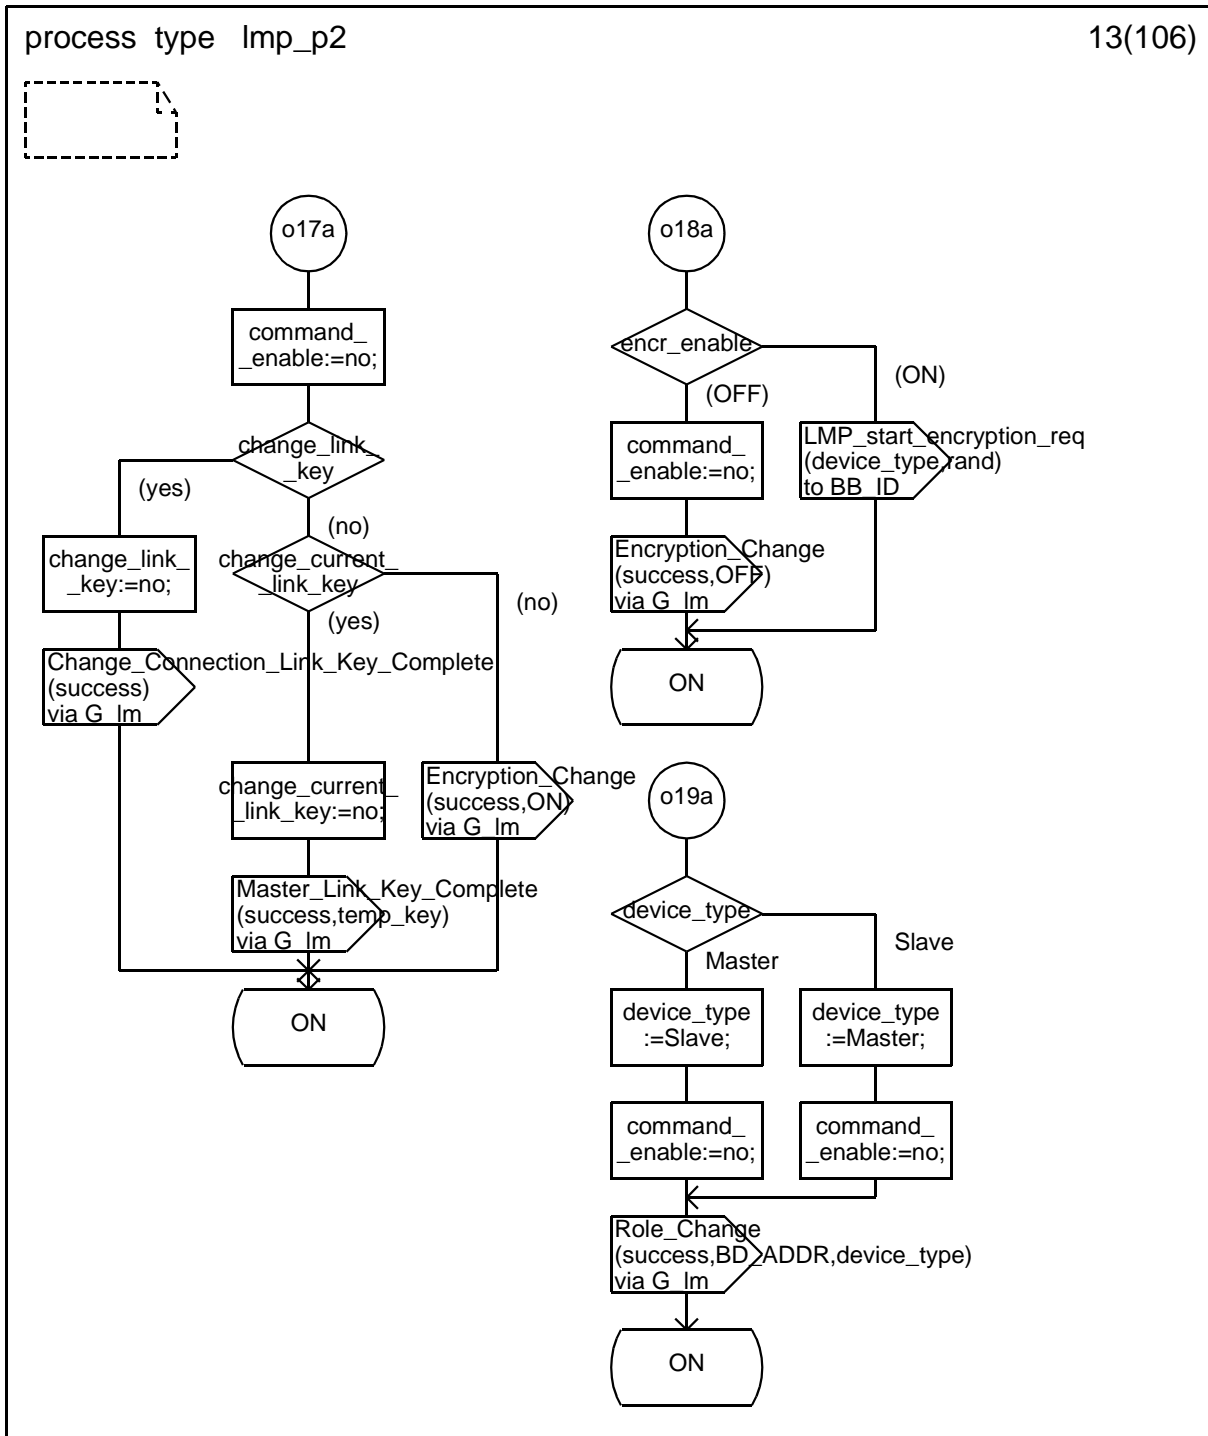 process type lmp_p2
13(106)
o17a
command_
_enable:=no;
change_link_
_key
(yes)
(no)
change_link_
_key:=no;
change_current_
_link_key
(yes)
(no)
Change_Connection_Link_Key_Complete
(success)
via G_lm
change_current_
_link_key:=no;
Encryption_Change
(success,ON)
via G_lm
Master_Link_Key_Complete
(success,temp_key)
via G_lm
ON
o18a
encr_enable
(OFF)
(ON)
command_
_enable:=no;
LMP_start_encryption_req
(device_type,rand)
to BB_ID
Encryption_Change
(success,OFF)
via G_lm
ON
o19a
device_type
Master
Slave
device_type
:=Slave;
device_type
:=Master;
command_
_enable:=no;
command_
_enable:=no;
Role_Change
(success,BD_ADDR,device_type)
via G_lm
ON